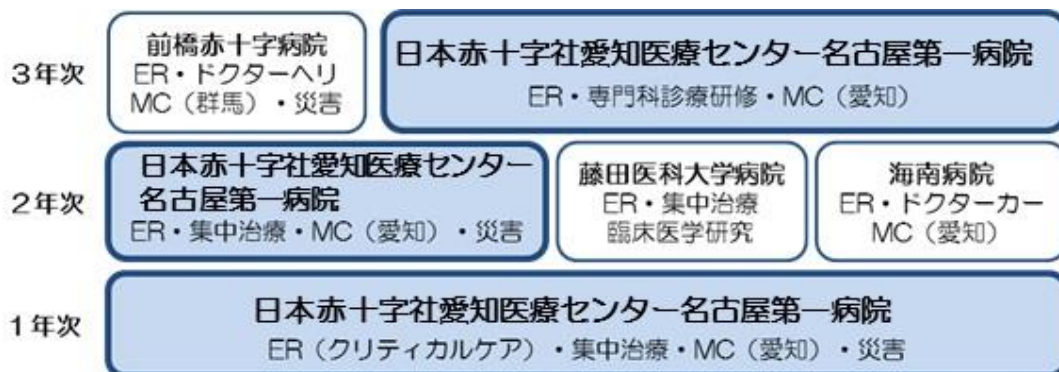 3年次
前橋赤十字病院
ER・ドクターヘリ
MC（群馬）・災害
日本赤十字社愛知医療センター名古屋第一病院
ER・専門科診療研修・MC（愛知）
2年次
日本赤十字社愛知医療センター
名古屋第一病院
ER・集中治療・MC（愛知）・災害
藤田医科大学病院
ER・集中治療
臨床医学研究
海南病院
ER・ドクターカー
MC（愛知）
1年次
日本赤十字社愛知医療センター名古屋第一病院
ER（クリティカルケア）・集中治療・MC（愛知）・災害